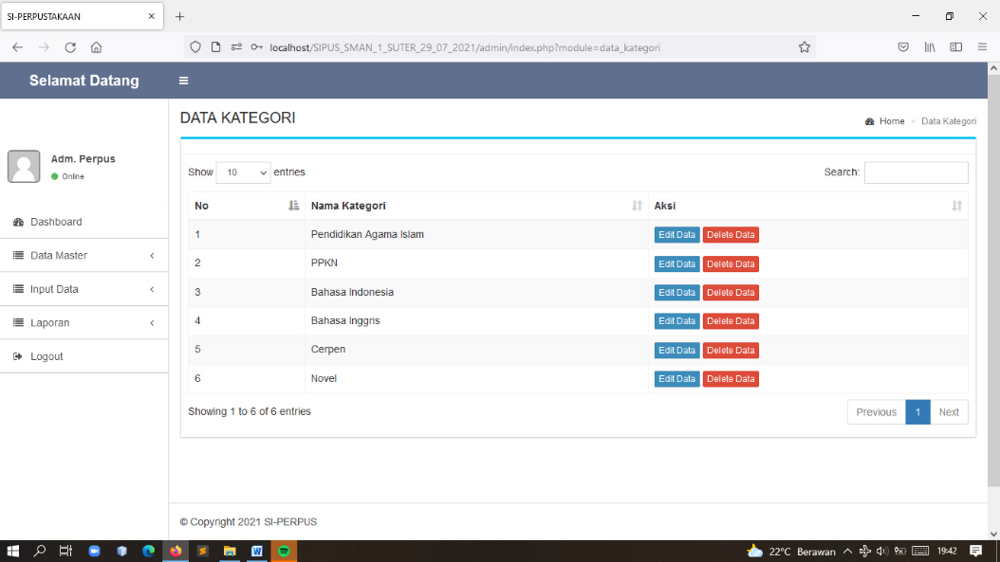 SI-PERPUSTAKAAN
localhost/SIPUS_SMAN_1_SUTER_29_07_2021/admin/index.php?module=data_kategori
Selamat Datang
DATA KATEGORI
Home > Data Kategori
Adm. Perpus
Online
Dashboard
Data Master
Input Data
Laporan
Logout
Show 10 entries Search:
No Nama Kategori Aksi
1 Pendidikan Agama Islam Edit Data Delete Data
2 PPKN Edit Data Delete Data
3 Bahasa Indonesia Edit Data Delete Data
4 Bahasa Inggris Edit Data Delete Data
5 Cerpen Edit Data Delete Data
6 Novel Edit Data Delete Data
Showing 1 to 6 of 6 entries Previous 1 Next
© Copyright 2021 SI-PERPUS
22°C Berawan 19:42